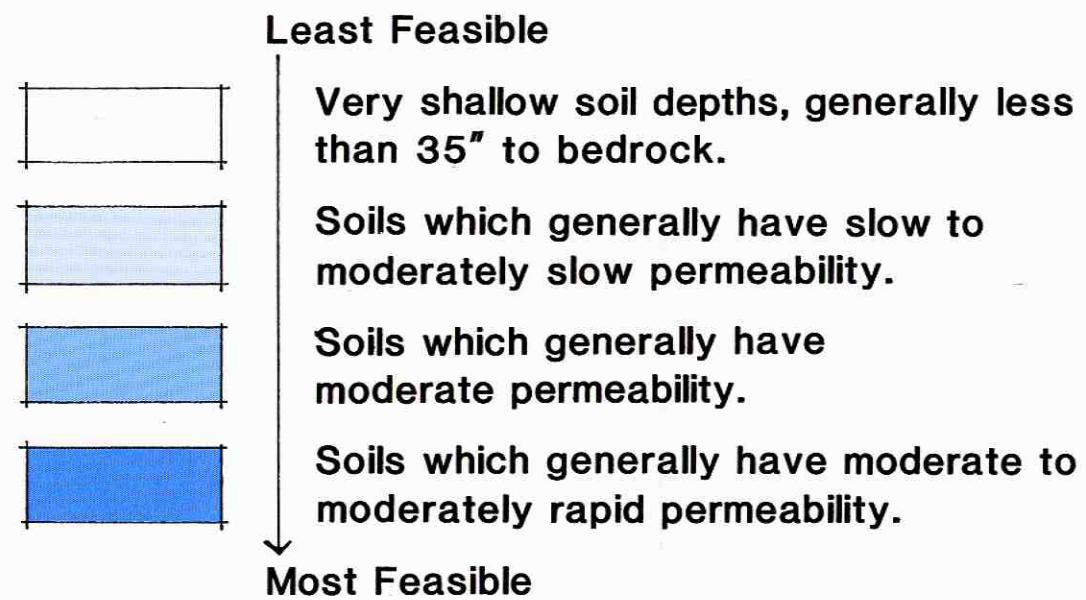 Least Feasible
Very shallow soil depths, generally less
than 35" to bedrock.
Soils which generally have slow to
moderately slow permeability.
Soils which generally have
moderate permeability.
Soils which generally have moderate to
moderately rapid permeability.
Most Feasible